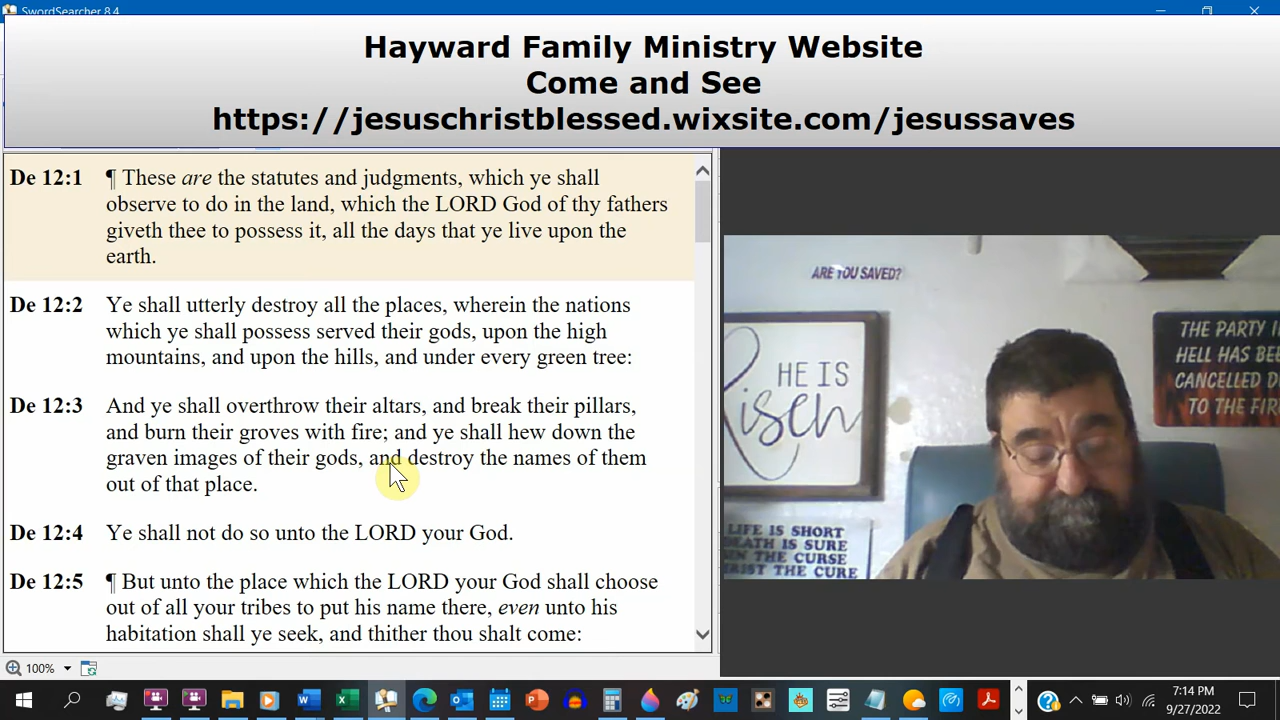 SwordSearcher 8.4
Hayward Family Ministry Website
Come and See
https://jesuschristblessed.wixsite.com/jesussaves
De 12:1 ¶ These are the statutes and judgments, which ye shall
observe to do in the land, which the LORD God of thy fathers
giveth thee to possess it, all the days that ye live upon the
earth.
De 12:2 Ye shall utterly destroy all the places, wherein the nations
which ye shall possess served their gods, upon the high
mountains, and upon the hills, and under every green tree:
De 12:3 And ye shall overthrow their altars, and break their pillars,
and burn their groves with fire; and ye shall hew down the
graven images of their gods, and destroy the names of them
out of that place.
De 12:4 Ye shall not do so unto the LORD your God.
De 12:5 ¶ But unto the place which the LORD your God shall choose
out of all your tribes to put his name there, even unto his
habitation shall ye seek, and thither thou shalt come:
100%
ARE YOU SAVED?
HE IS
Risen
THE PARTY I
HELL HAS BEE
CANCELLED D
TO THE FIR
LIFE IS SHORT
DEATH IS SURE
THE CURSE
THE CURE
7:14 PM
9/27/2022